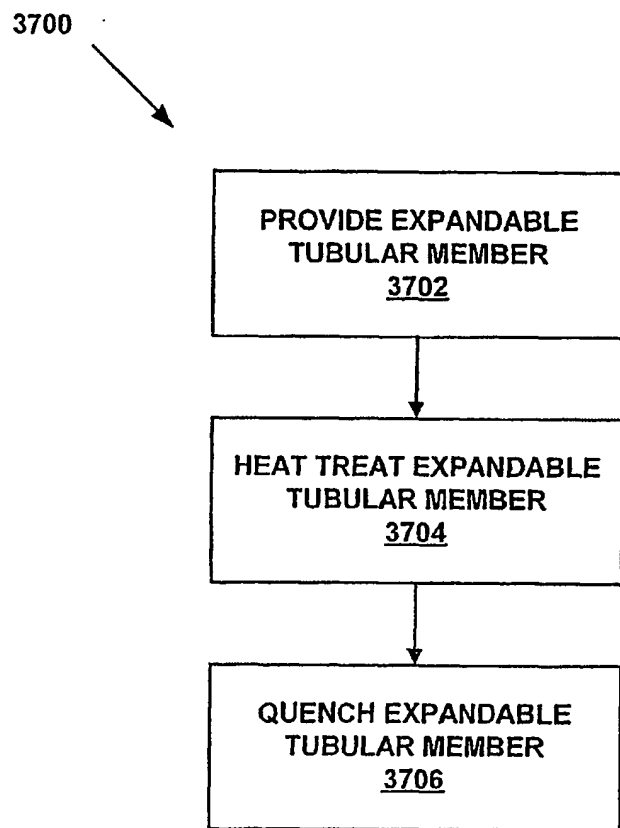 3700
PROVIDE EXPANDABLE
TUBULAR MEMBER
3702
HEAT TREAT EXPANDABLE
TUBULAR MEMBER
3704
QUENCH EXPANDABLE
TUBULAR MEMBER
3706